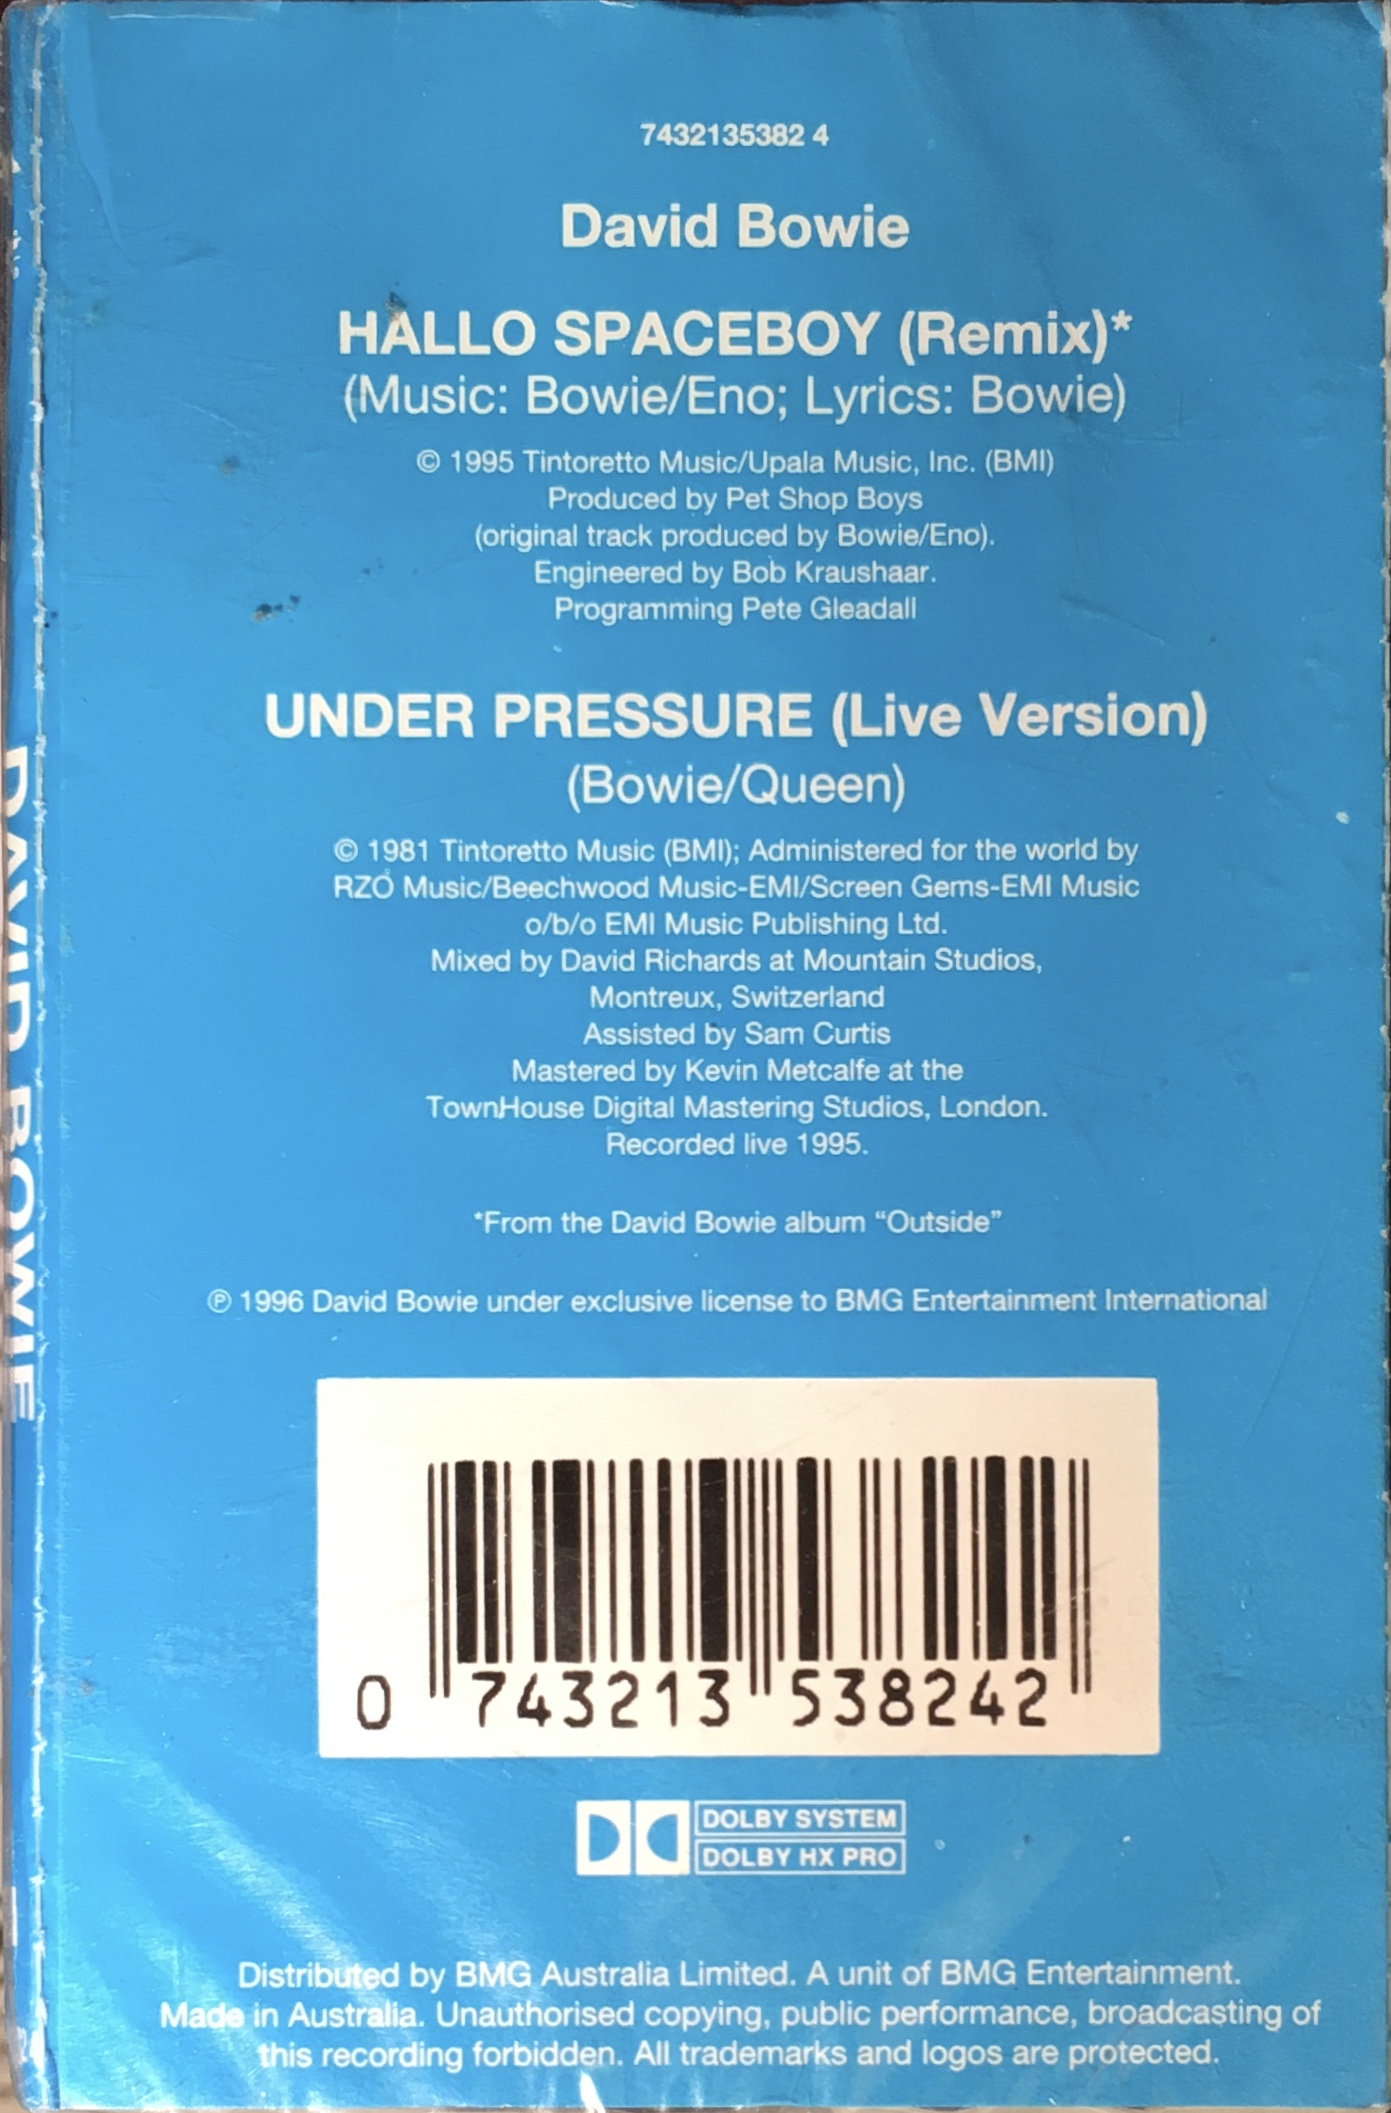 7432135382 4
David Bowie
HALLO SPACEBOY (Remix)*
(Music: Bowie/Eno; Lyrics: Bowie)
© 1995 Tintoretto Music/Upala Music, Inc. (BMI)
Produced by Pet Shop Boys
(original track produced by Bowie/Eno).
Engineered by Bob Kraushaar.
Programming Pete Gleadall
UNDER PRESSURE (Live Version)
(Bowie/Queen)
© 1981 Tintoretto Music (BMI); Administered for the world by
RZO Music/Beechwood Music-EMI/Screen Gems-EMI Music
o/b/o EMI Music Publishing Ltd.
Mixed by David Richards at Mountain Studios,
Montreux, Switzerland
Assisted by Sam Curtis
Mastered by Kevin Metcalfe at the
TownHouse Digital Mastering Studios, London.
Recorded live 1995.
*From the David Bowie album “Outside”
℗ 1996 David Bowie under exclusive license to BMG Entertainment International
0 743213 538242
DOLBY SYSTEM
DOLBY HX PRO
Distributed by BMG Australia Limited. A unit of BMG Entertainment.
Made in Australia. Unauthorised copying, public performance, broadcasting of
this recording forbidden. All trademarks and logos are protected.
DAVID BOWIE